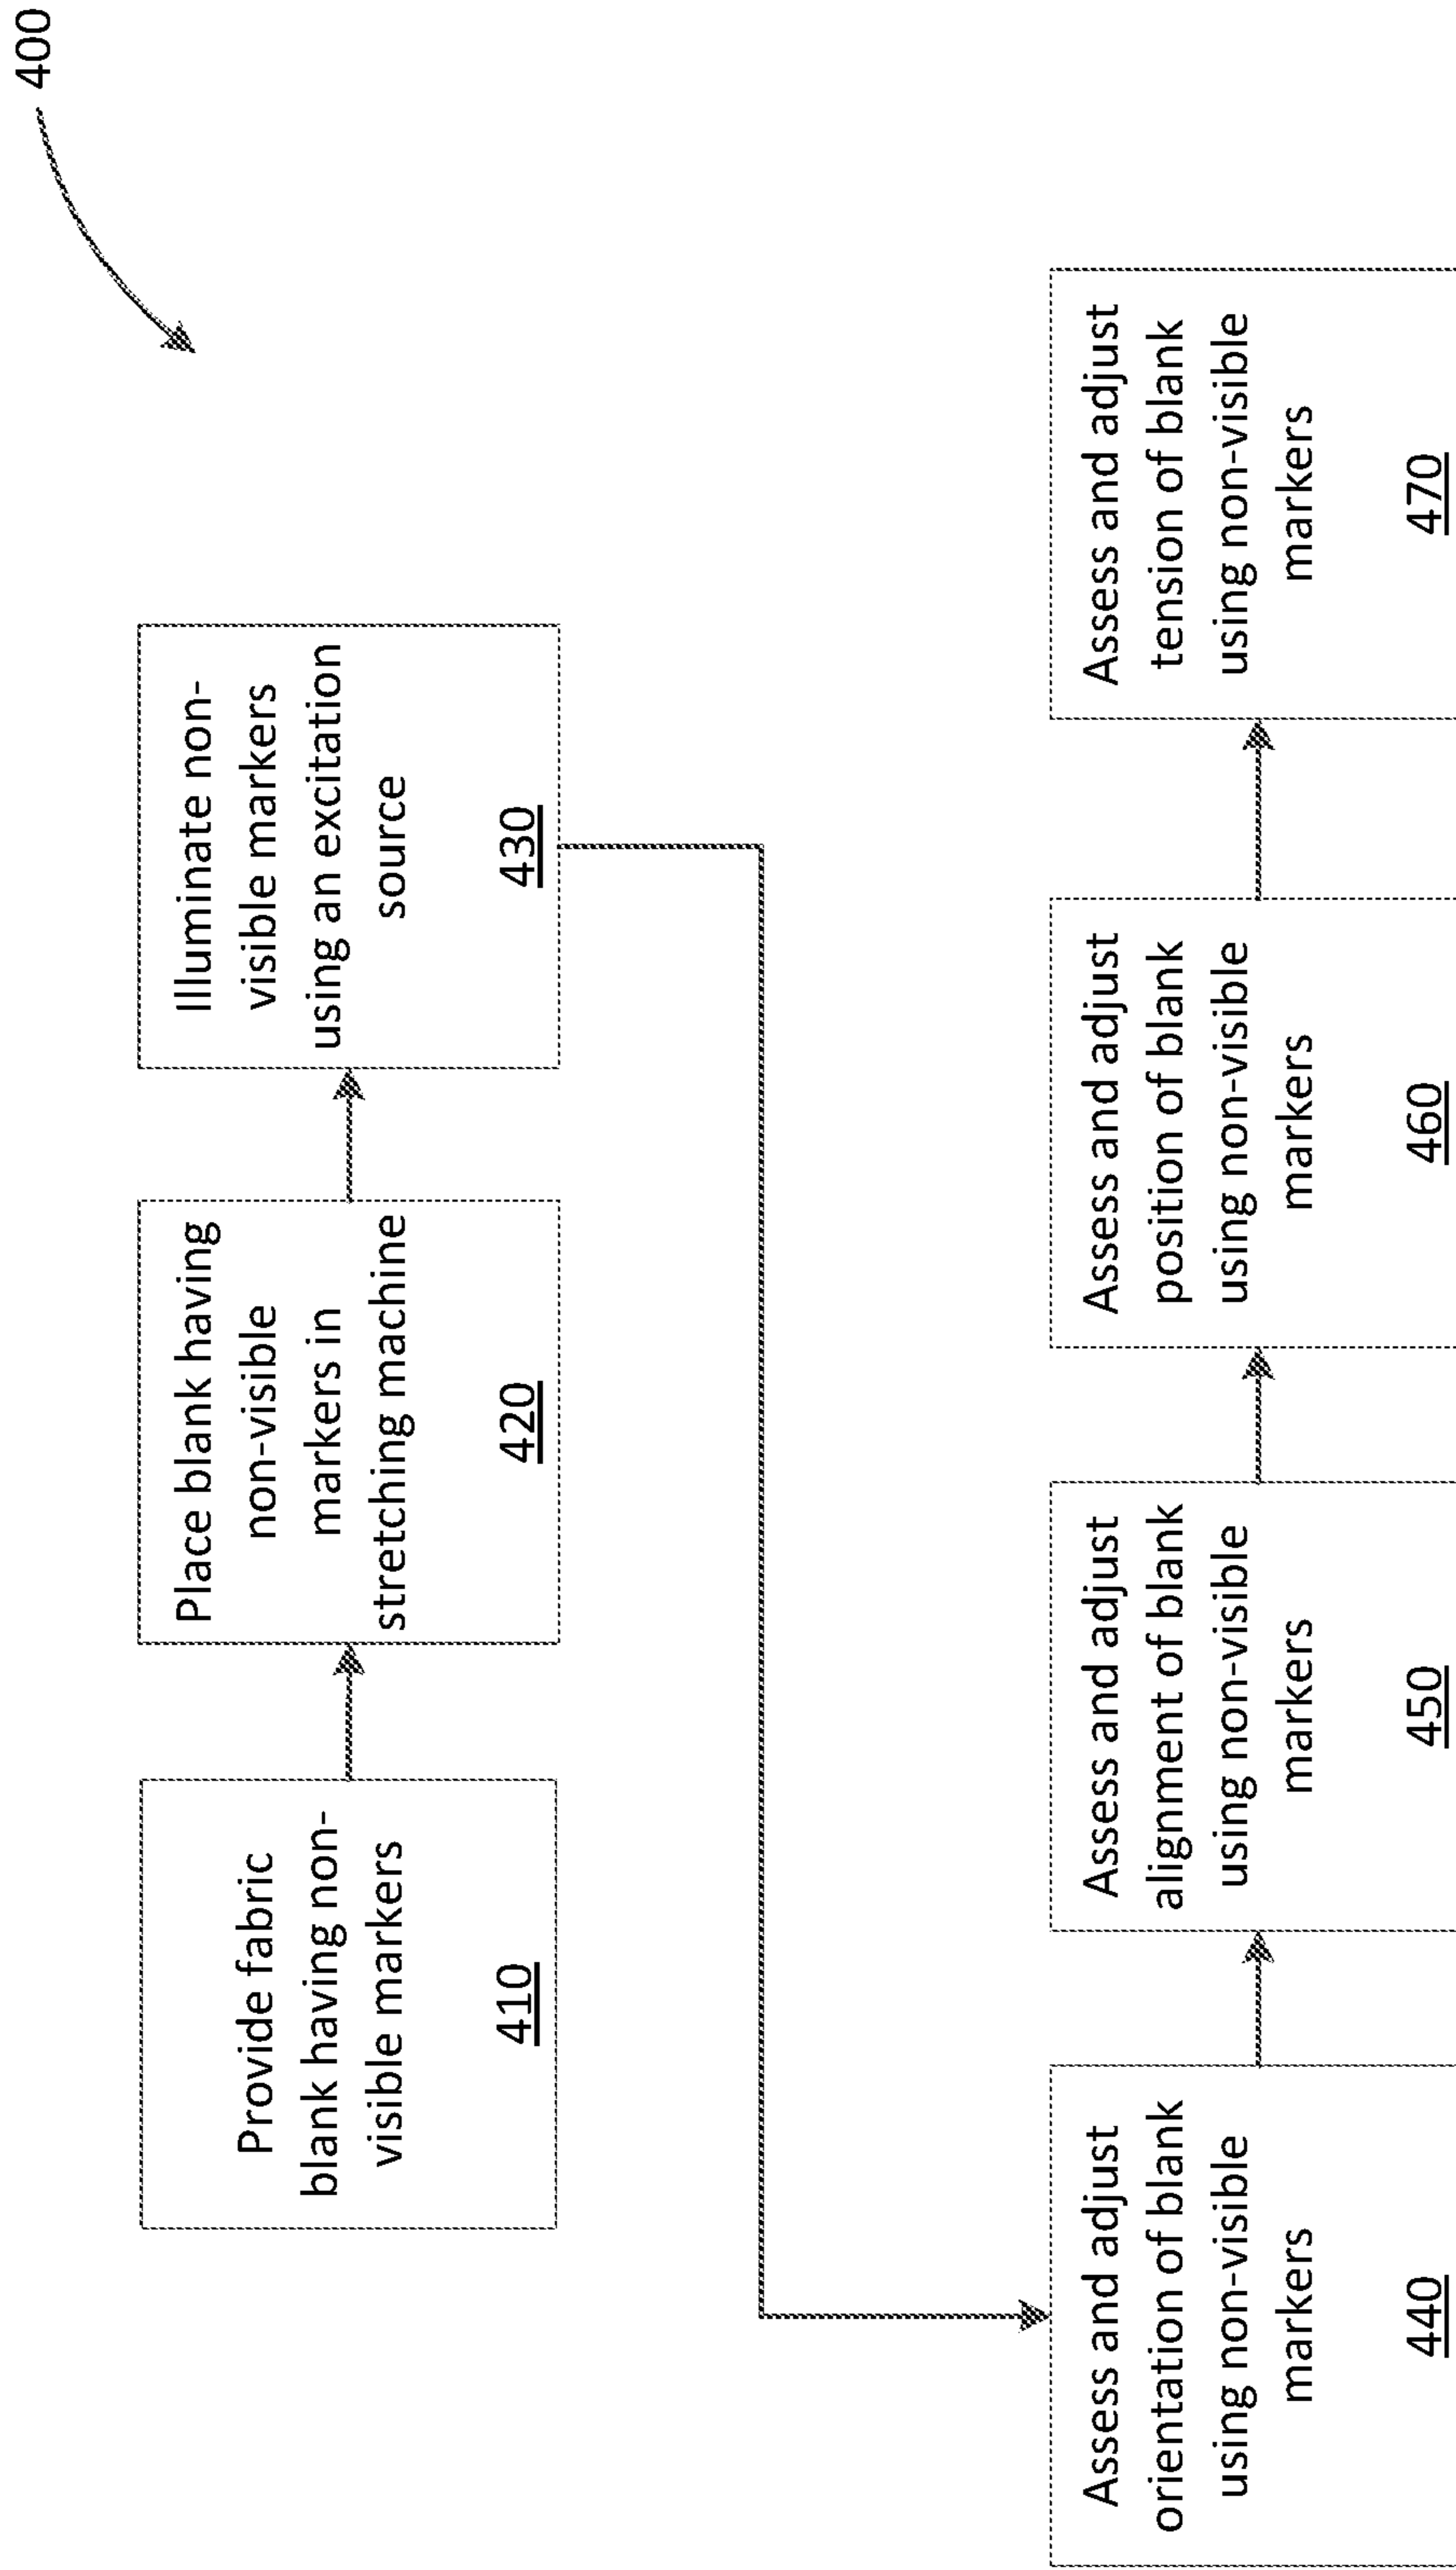 400
Provide fabric
blank having non-
visible markers
410
Place blank having
non-visible
markers in
stretching machine
420
Illuminate non-
visible markers
using an excitation
source
430
Assess and adjust
orientation of blank
using non-visible
markers
440
Assess and adjust
alignment of blank
using non-visible
markers
450
Assess and adjust
position of blank
using non-visible
markers
460
Assess and adjust
tension of blank
using non-visible
markers
470